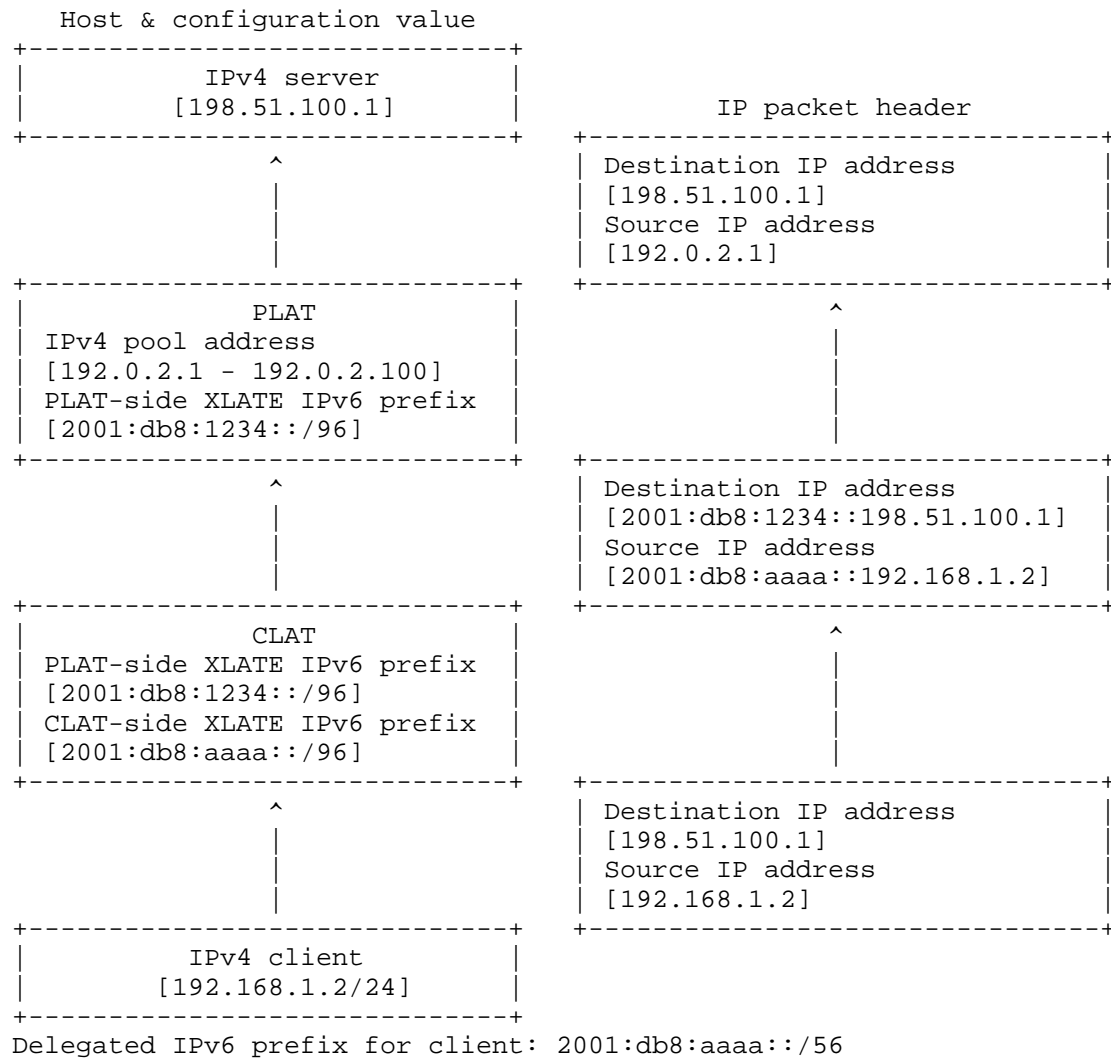 Host & configuration value
IPv4 server
[198.51.100.1]
IP packet header
Destination IP address
[198.51.100.1]
Source IP address
[192.0.2.1]
PLAT
IPv4 pool address
[192.0.2.1 - 192.0.2.100]
PLAT-side XLATE IPv6 prefix
[2001:db8:1234::/96]
Destination IP address
[2001:db8:1234::198.51.100.1]
Source IP address
[2001:db8:aaaa::192.168.1.2]
CLAT
PLAT-side XLATE IPv6 prefix
[2001:db8:1234::/96]
CLAT-side XLATE IPv6 prefix
[2001:db8:aaaa::/96]
Destination IP address
[198.51.100.1]
Source IP address
[192.168.1.2]
IPv4 client
[192.168.1.2/24]
Delegated IPv6 prefix for client: 2001:db8:aaaa::/56